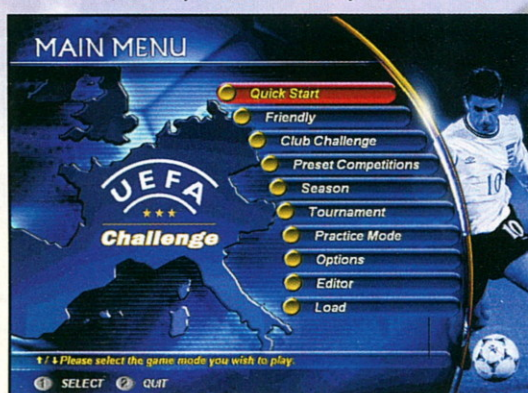 MAIN MENU
Quick Start
Friendly
Club Challenge
Preset Competitions
Season
Tournament
Practice Mode
Options
Editor
Load
UEFA
Challenge
10
10
↑/↓ Please select the game mode you wish to play.
1 SELECT 2 QUIT